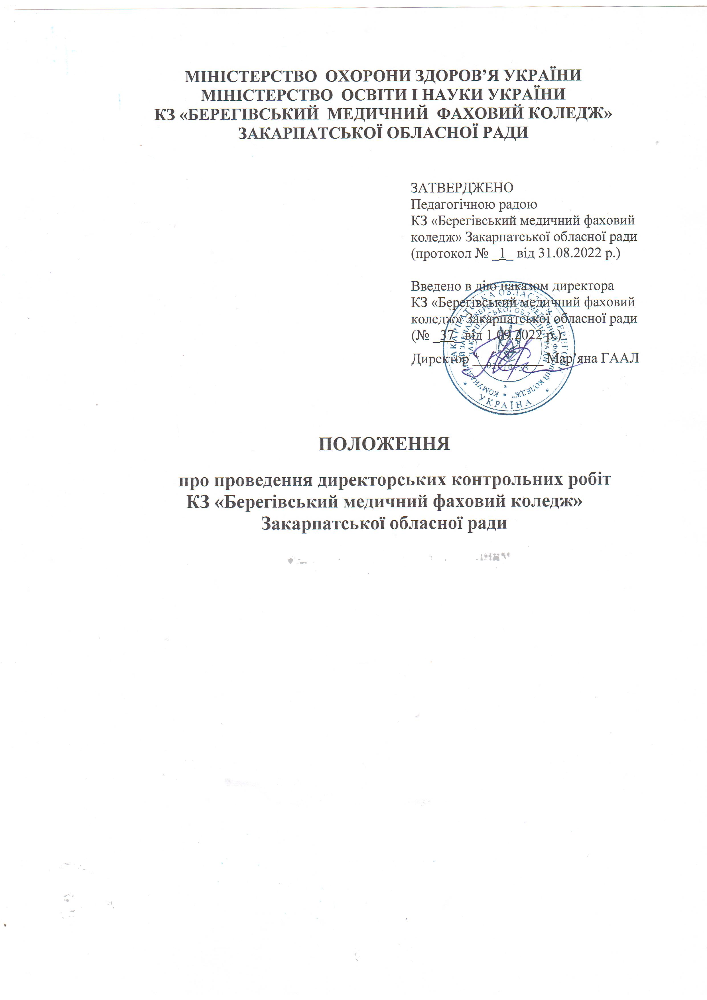 МІНІСТЕРСТВО ОХОРОНИ ЗДОРОВ’Я УКРАЇНИ
МІНІСТЕРСТВО ОСВІТИ І НАУКИ УКРАЇНИ
КЗ «БЕРЕГІВСЬКИЙ МЕДИЧНИЙ ФАХОВИЙ КОЛЕДЖ»
ЗАКАРПАТСЬКОЇ ОБЛАСНОЇ РАДИ
ЗАТВЕРДЖЕНО
Педагогічною радою
КЗ «Берегівський медичний фаховий
коледж» Закарпатської обласної ради
(протокол № _1_ від 31.08.2022 р.)
Введено в дію наказом директора
КЗ «Берегівський медичний фаховий
коледж» Закарпатської обласної ради
(№ _37_ від 1.09.2022 р.)
Директор __________ Мар’яна ГААЛ
УКРАЇНА
ПОЛОЖЕННЯ
про проведення директорських контрольних робіт
КЗ «Берегівський медичний фаховий коледж»
Закарпатської обласної ради